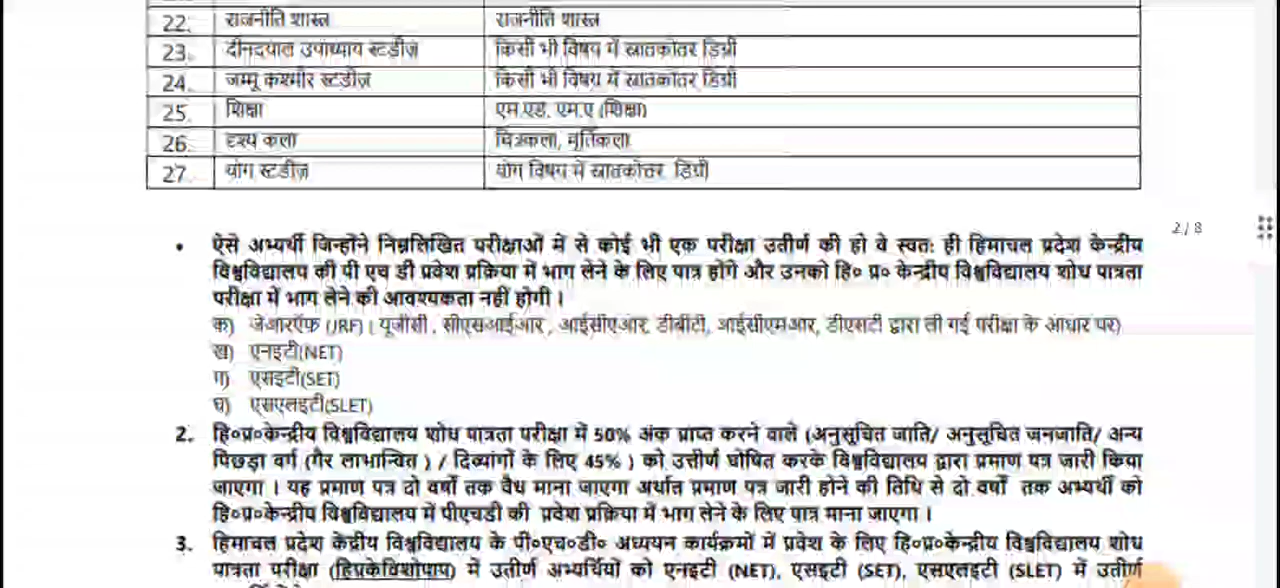 22. राजनीति शास्त्र राजनीति शास्त्र
23. दीनदयाल उपाध्याय स्टडीज़ किसी भी विषय में स्नातकोतर डिग्री
24. जम्मू कश्मीर स्टडीज़ किसी भी विषय में स्नातकोतर डिग्री
25. शिक्षा एम.एड, एम.ए (शिक्षा)
26. दृश्य कला चित्रकला, मूर्तिकला
27. योग स्टडीज़ योग विषय में स्नातकोत्तर डिग्री
2 / 8
• ऐसे अभ्यर्थी जिन्होंने निम्नलिखित परीक्षाओं में से कोई भी एक परीक्षा उतीर्ण की हो वे स्वतः ही हिमाचल प्रदेश केन्द्रीय
विश्वविद्यालय की पी एच डी प्रवेश प्रक्रिया में भाग लेने के लिए पात्र होंगे और उनको हि० प्र० केन्द्रीय विश्वविद्यालय शोध पात्रता
परीक्षा में भाग लेने की आवश्यकता नहीं होगी ।
क) जेआरऍफ़ (JRF) ( यूजीसी , सीएसआईआर , आईसीएआर, डीबीटी, आईसीएमआर, डीएसटी द्वारा ली गई परीक्षा के आधार पर)
ख) एनइटी(NET)
ग) एसइटी(SET)
घ) एसएलइटी(SLET)
2. हि०प्र०केन्द्रीय विश्वविद्यालय शोध पात्रता परीक्षा में 50% अंक प्राप्त करने वाले (अनुसूचित जाति/ अनुसूचित जनजाति/ अन्य
पिछड़ा वर्ग (गैर लाभान्वित ) / दिव्यांगों के लिए 45% ) को उत्तीर्ण घोषित करके विश्वविद्यालय द्वारा प्रमाण पत्र जारी किया
जाएगा । यह प्रमाण पत्र दो वर्षों तक वैध माना जाएगा अर्थात प्रमाण पत्र जारी होने की तिथि से दो वर्षों तक अभ्यर्थी को
हि०प्र०केन्द्रीय विश्वविद्यालय में पीएचडी की प्रवेश प्रक्रिया में भाग लेने के लिए पात्र माना जाएगा ।
3. हिमाचल प्रदेश केंद्रीय विश्वविद्यालय के पी०एच०डी० अध्ययन कार्यक्रमों में प्रवेश के लिए हि०प्र०केन्द्रीय विश्वविद्यालय शोध
पात्रता परीक्षा (हिप्रकेविशोपाप) में उतीर्ण अभ्यर्थियों को एनइटी (NET), एसइटी (SET), एसएलइटी (SLET) में उतीर्ण